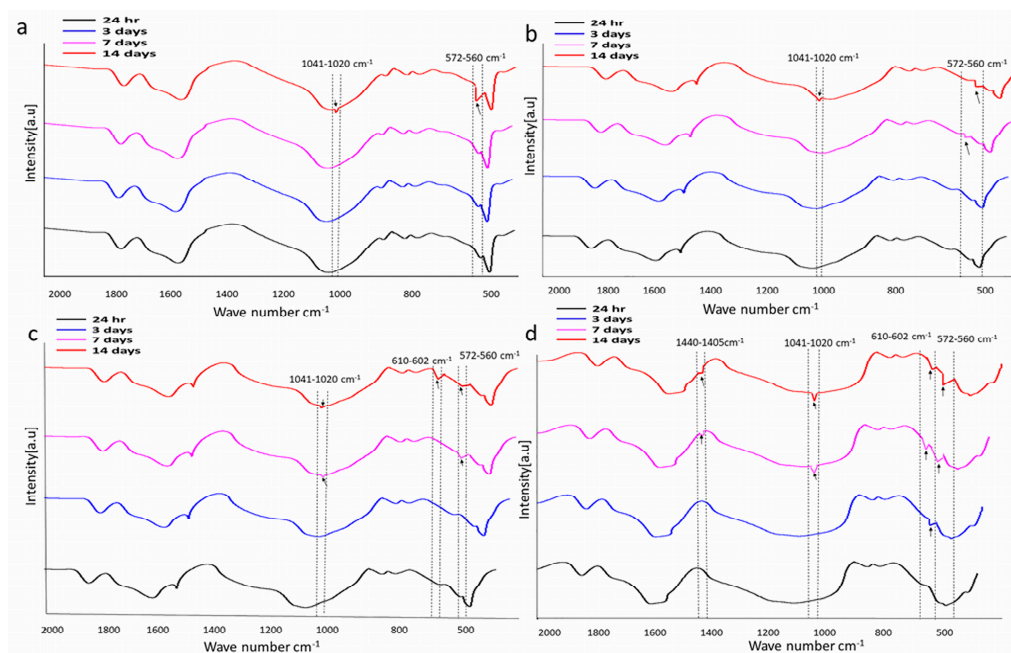 a
24 hr
3 days
7 days
14 days
1041-1020 cm-1
572-560 cm-1
Intensity[a.u]
2000 1800 1600 1400 1200 1000 800 500
Wave number cm-1
b
24 hr
3 days
7 days
14 days
1041-1020 cm-1
572-560 cm-1
Intensity[a.u]
2000 1800 1600 1400 1200 1000 800 500
Wave number cm-1
c
24 hr
3 days
7 days
14 days
1041-1020 cm-1
610-602 cm-1
572-560 cm-1
Intensity[a.u]
2000 1800 1600 1400 1200 1000 800 500
Wave number cm-1
d
24 hr
3 days
7 days
14 days
1440-1405cm-1
1041-1020 cm-1
610-602 cm-1
572-560 cm-1
Intensity[a.u]
2000 1800 1600 1400 1200 1000 800 500
Wave number cm-1